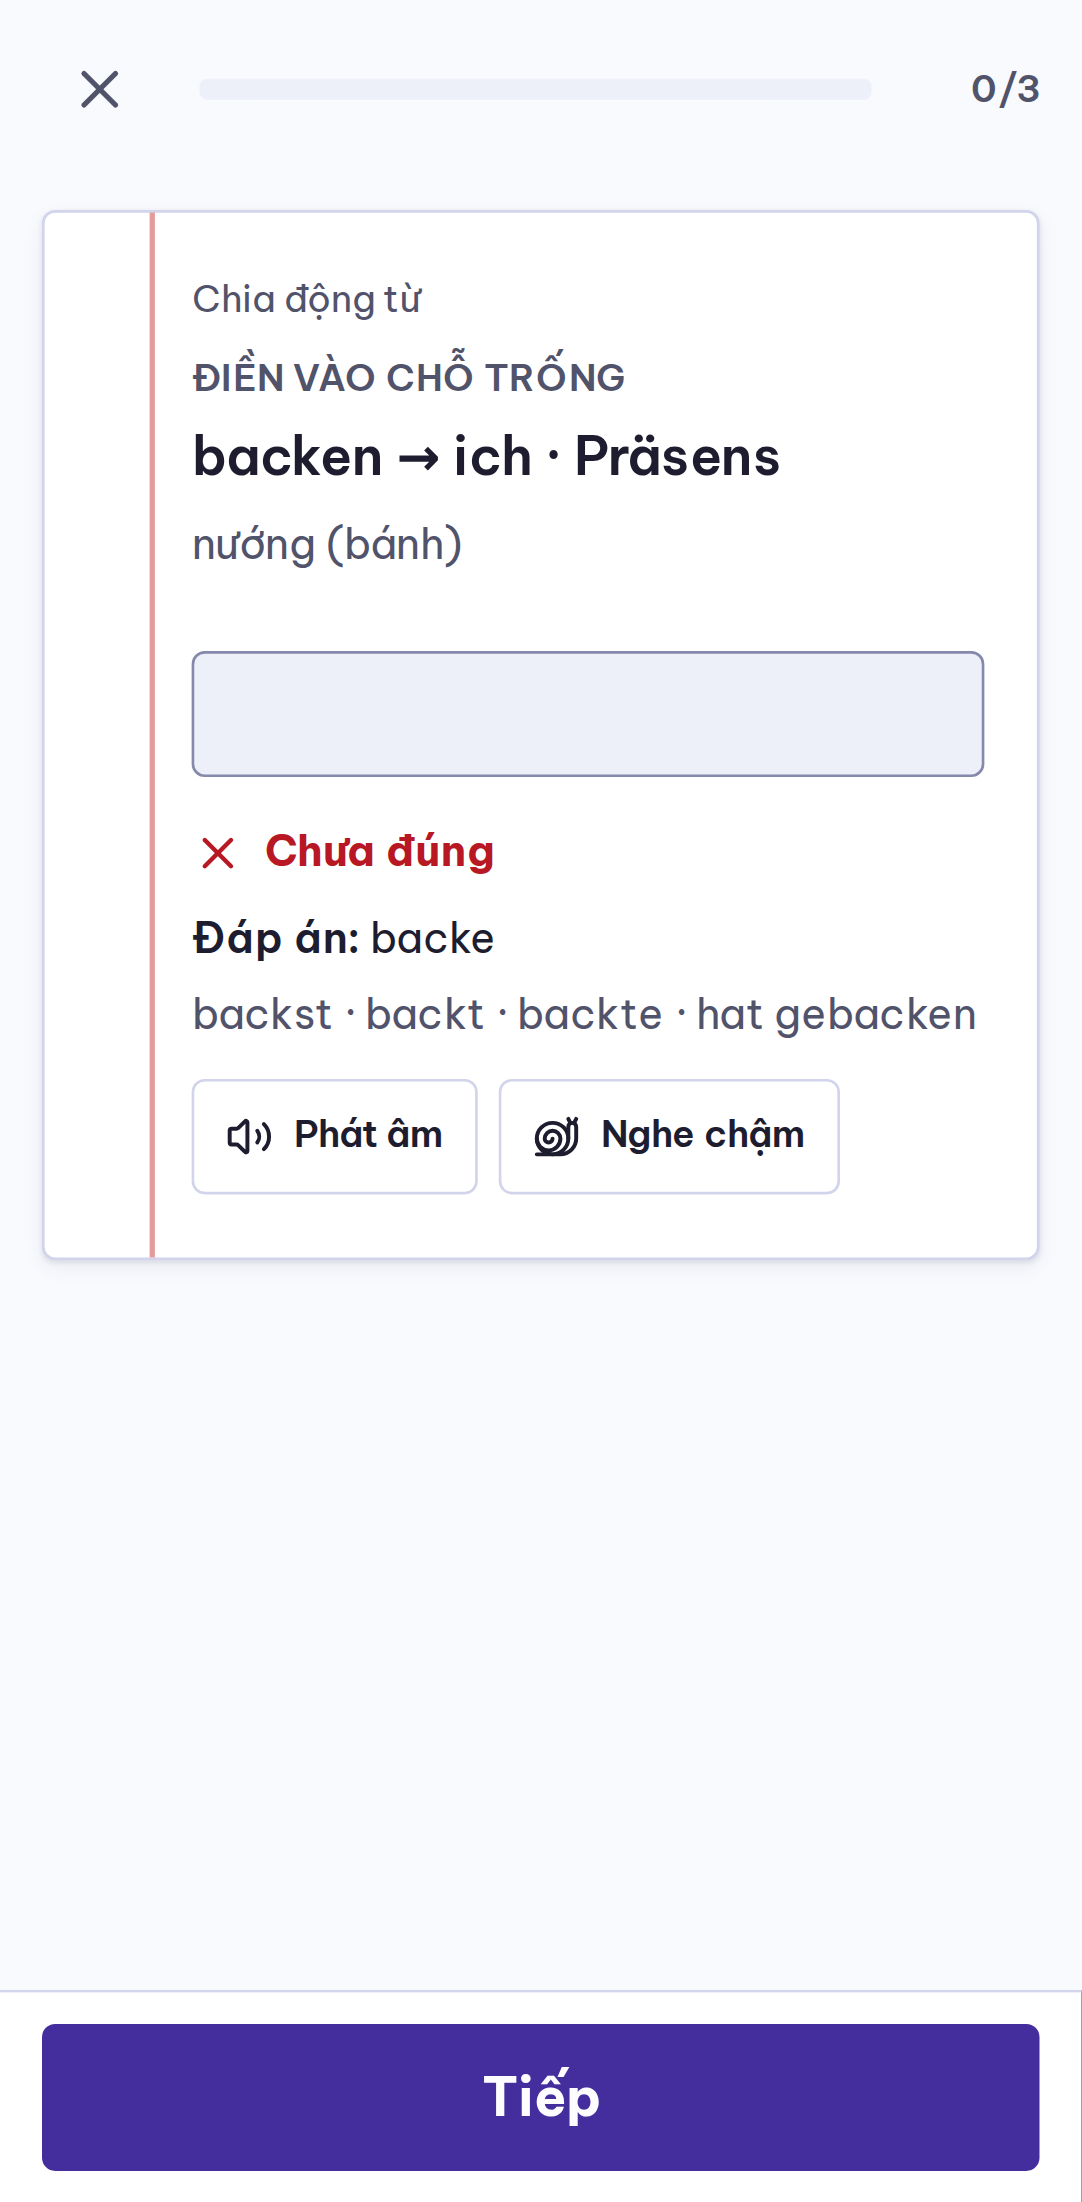 0/3
Chia động từ
ĐIỀN VÀO CHỖ TRỐNG
backen → ich · Präsens
nướng (bánh)
Chưa đúng
Đáp án: backe
backst · backt · backte · hat gebacken
Phát âm
Nghe chậm
Tiếp